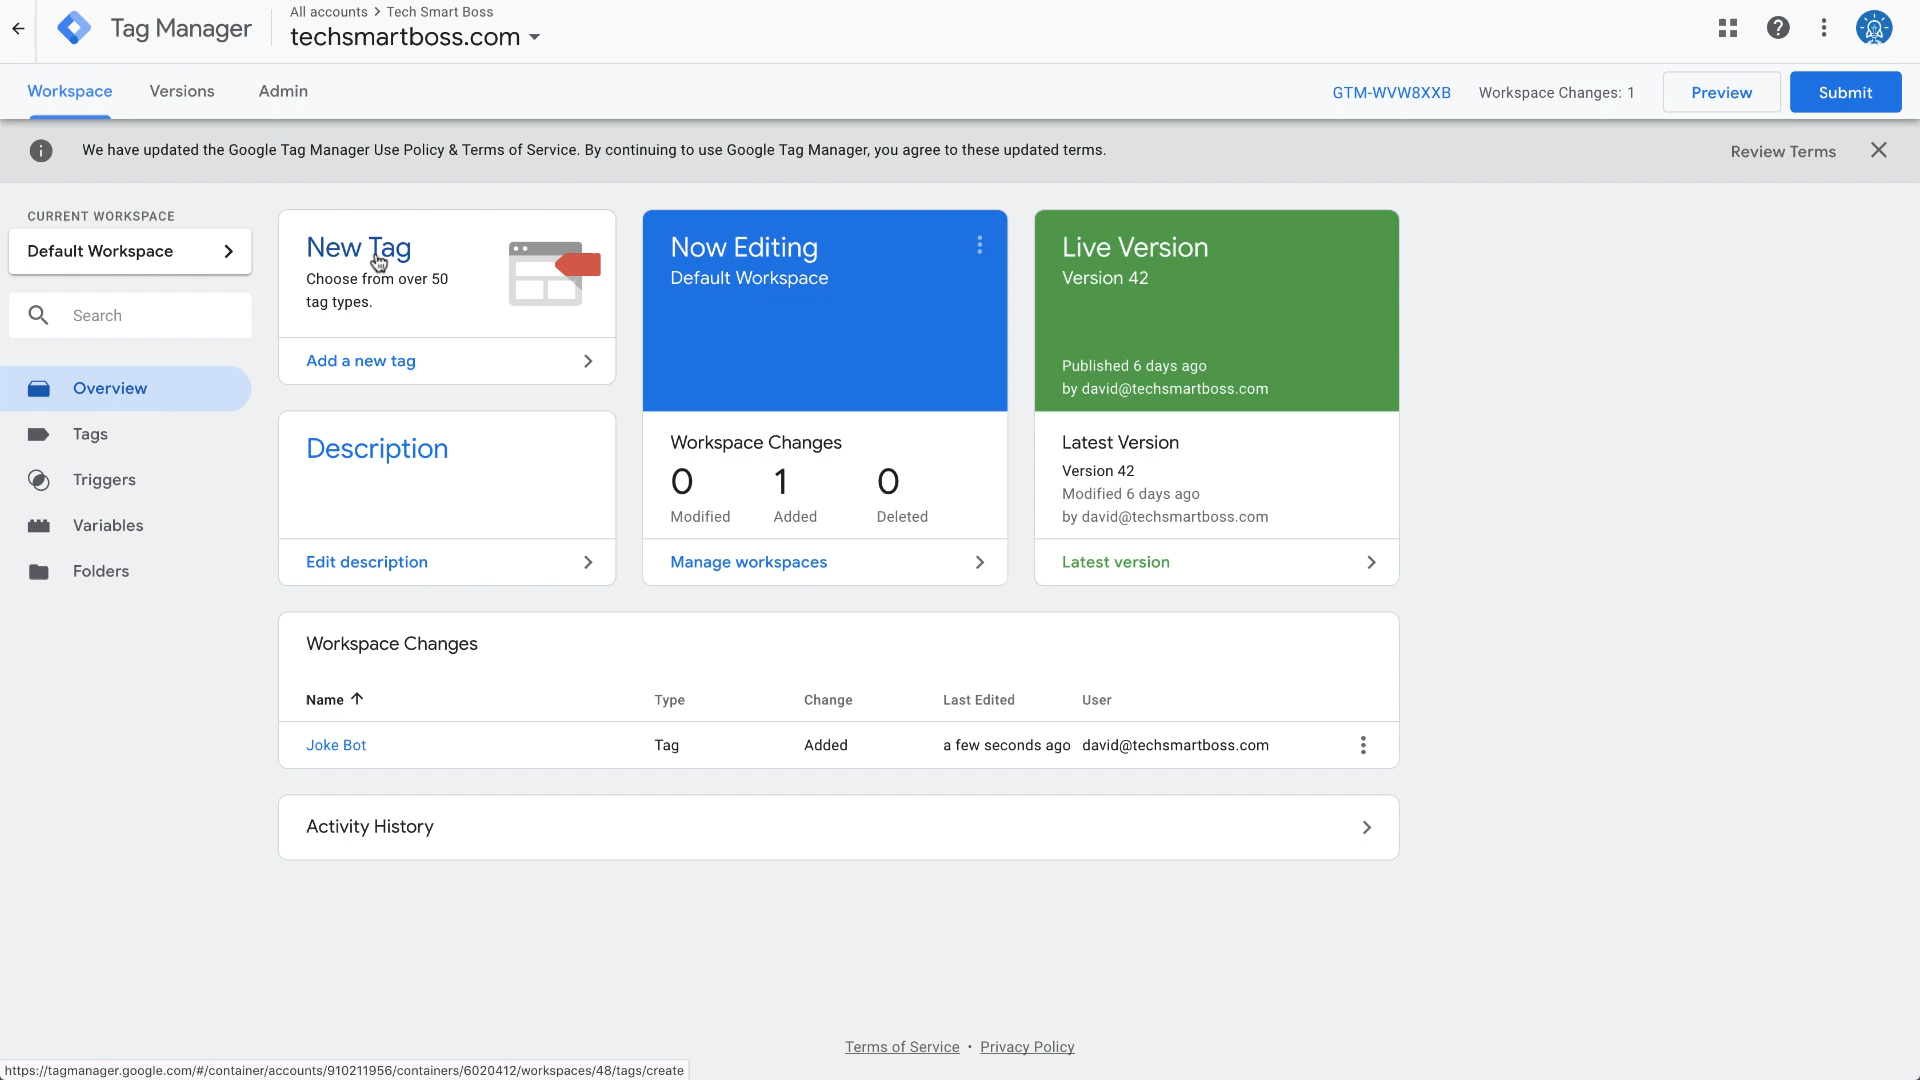 Tag Manager
All accounts > Tech Smart Boss
techsmartboss.com
Workspace
Versions
Admin
GTM-WVW8XXB
Workspace Changes: 1
Preview
Submit
We have updated the Google Tag Manager Use Policy & Terms of Service. By continuing to use Google Tag Manager, you agree to these updated terms.
Review Terms
CURRENT WORKSPACE
Default Workspace
Search
Overview
Tags
Triggers
Variables
Folders
New Tag
Choose from over 50
tag types.
Add a new tag
Description
Edit description
Now Editing
Default Workspace
Workspace Changes
0 1 0
Modified Added Deleted
Manage workspaces
Live Version
Version 42
Published 6 days ago
by david@techsmartboss.com
Latest Version
Version 42
Modified 6 days ago
by david@techsmartboss.com
Latest version
Workspace Changes
Name Type Change Last Edited User
Joke Bot Tag Added a few seconds ago david@techsmartboss.com
Activity History
Terms of Service • Privacy Policy
https://tagmanager.google.com/#/container/accounts/910211956/containers/6020412/workspaces/48/tags/create